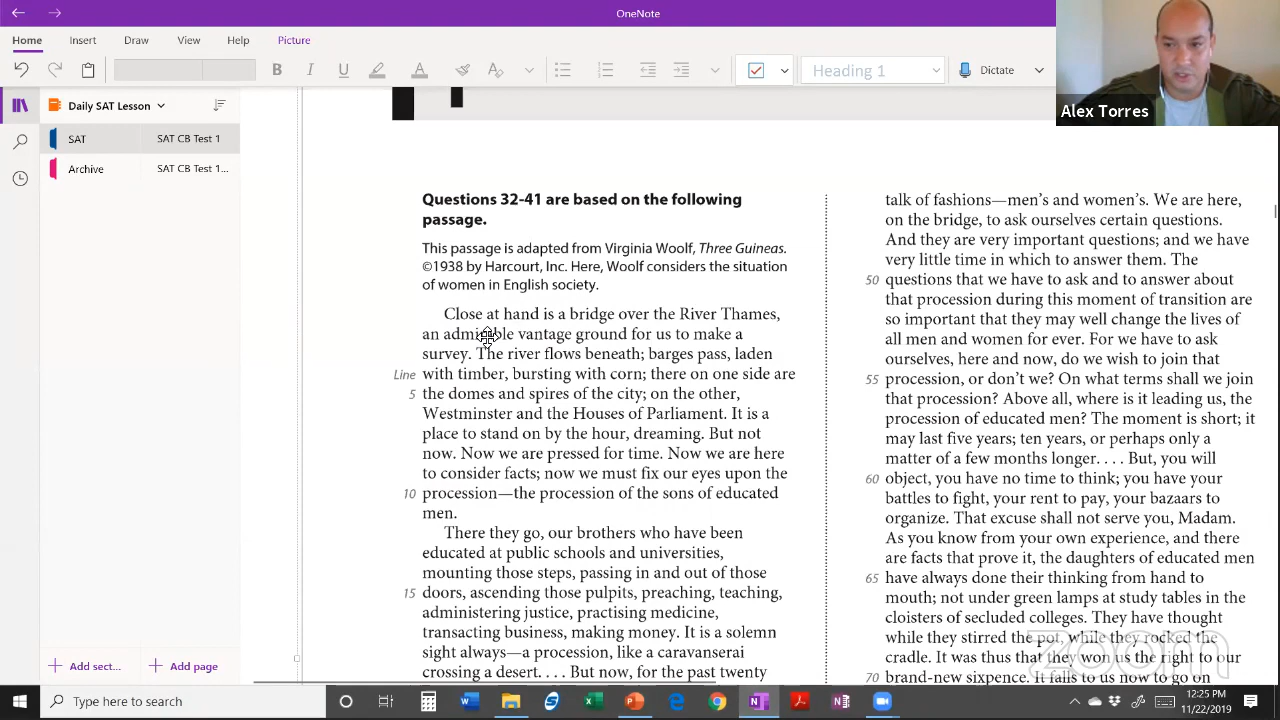 OneNote
Home
Insert
Draw
View
Help
Picture
B
I
U
A
Heading 1
Dictate
Alex Torres
Daily SAT Lesson
SAT
SAT CB Test 1
Archive
SAT CB Test 1...
Questions 32-41 are based on the following
passage.
This passage is adapted from Virginia Woolf, Three Guineas.
©1938 by Harcourt, Inc. Here, Woolf considers the situation
of women in English society.
Close at hand is a bridge over the River Thames,
an admirable vantage ground for us to make a
survey. The river flows beneath; barges pass, laden
Line with timber, bursting with corn; there on one side are
5 the domes and spires of the city; on the other,
Westminster and the Houses of Parliament. It is a
place to stand on by the hour, dreaming. But not
now. Now we are pressed for time. Now we are here
to consider facts; now we must fix our eyes upon the
10 procession—the procession of the sons of educated
men.
There they go, our brothers who have been
educated at public schools and universities,
mounting those steps, passing in and out of those
15 doors, ascending those pulpits, preaching, teaching,
administering justice, practising medicine,
transacting business, making money. It is a solemn
sight always—a procession, like a caravanserai
crossing a desert. . . . But now, for the past twenty
talk of fashions—men's and women's. We are here,
on the bridge, to ask ourselves certain questions.
And they are very important questions; and we have
very little time in which to answer them. The
50 questions that we have to ask and to answer about
that procession during this moment of transition are
so important that they may well change the lives of
all men and women for ever. For we have to ask
ourselves, here and now, do we wish to join that
55 procession, or don't we? On what terms shall we join
that procession? Above all, where is it leading us, the
procession of educated men? The moment is short; it
may last five years; ten years, or perhaps only a
matter of a few months longer. . . . But, you will
60 object, you have no time to think; you have your
battles to fight, your rent to pay, your bazaars to
organize. That excuse shall not serve you, Madam.
As you know from your own experience, and there
are facts that prove it, the daughters of educated men
65 have always done their thinking from hand to
mouth; not under green lamps at study tables in the
cloisters of secluded colleges. They have thought
while they stirred the pot, while they rocked the
cradle. It was thus that they won us the right to our
70 brand-new sixpence. It falls to us now to go on
zoom
Add sect...
Add page
Type here to search
12:25 PM
11/22/2019